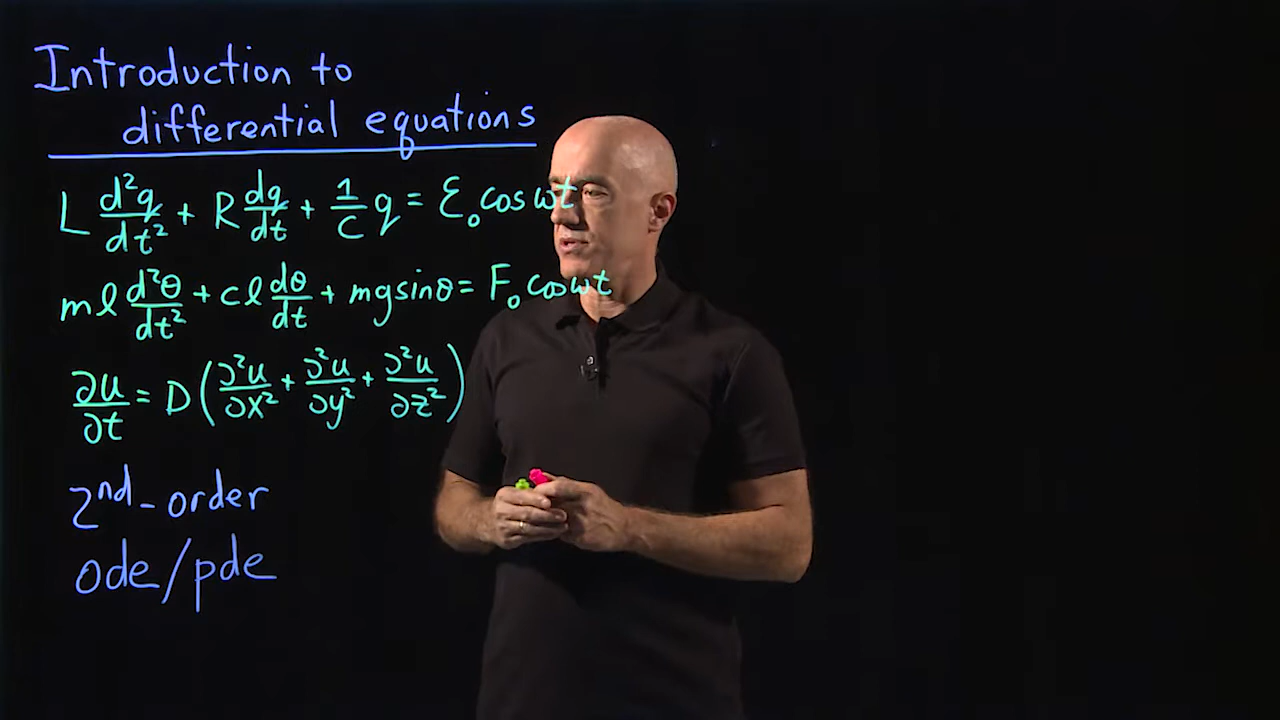 Introduction to
differential equations
L d²q/dt² + R dq/dt + 1/C q = Ɛ₀ cos ωt
mℓ d²θ/dt² + cℓ dθ/dt + mg sinθ = F₀ cos ωt
∂u/∂t = D (∂²u/∂x² + ∂²u/∂y² + ∂²u/∂z²)
2nd-order
ode/pde